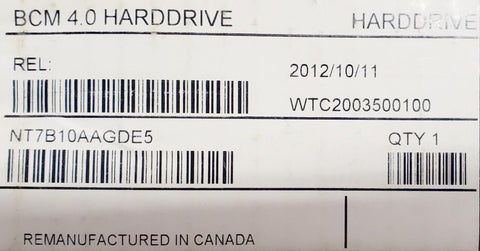 BCM 4.0 HARDDRIVE HARDDRIVE
REL: 2012/10/11
WTC2003500100
NT7B10AAGDE5 QTY 1
REMANUFACTURED IN CANADA